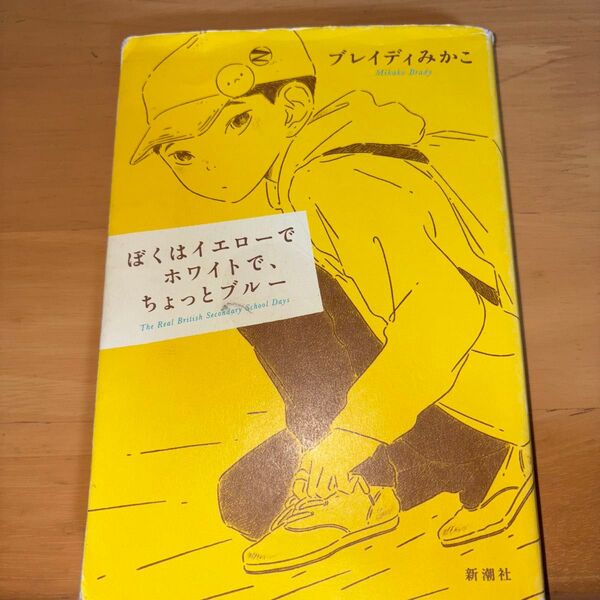 ブレイディみかこ
Mikako Brady
ぼくはイエローで
ホワイトで、
ちょっとブルー
The Real British Secondary School Days
新潮社